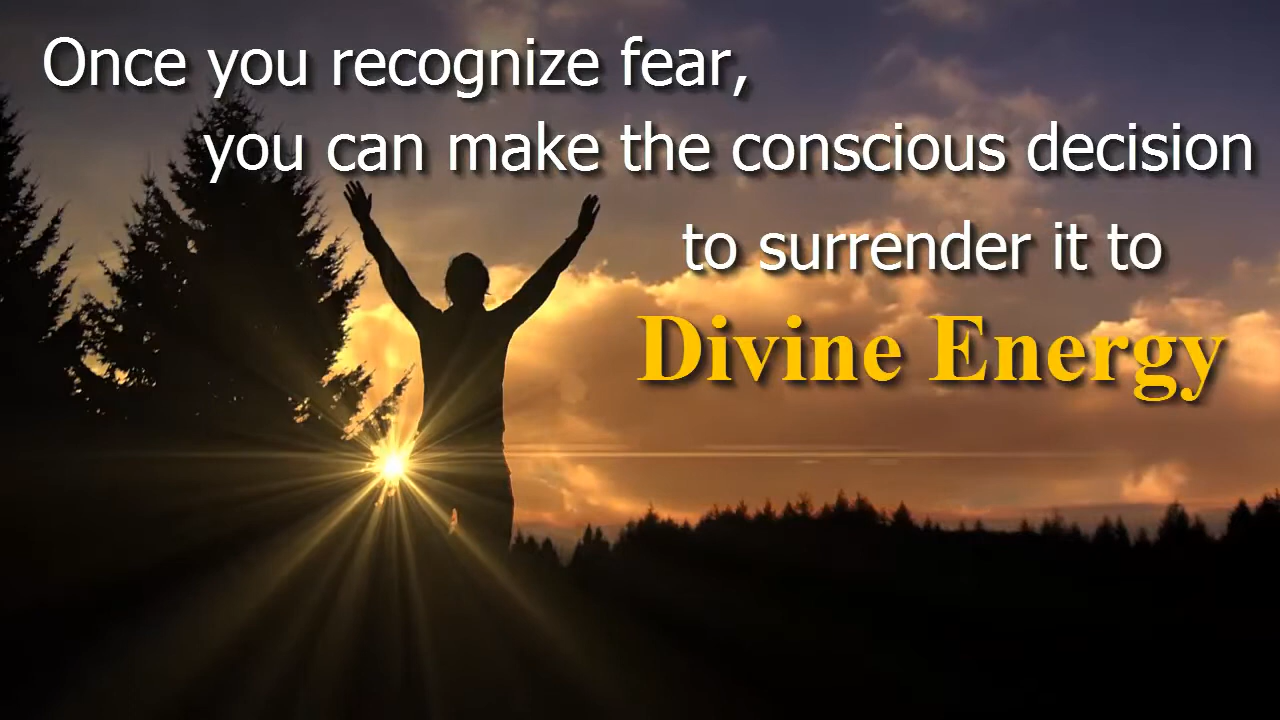 Once you recognize fear,
you can make the conscious decision
to surrender it to
Divine Energy